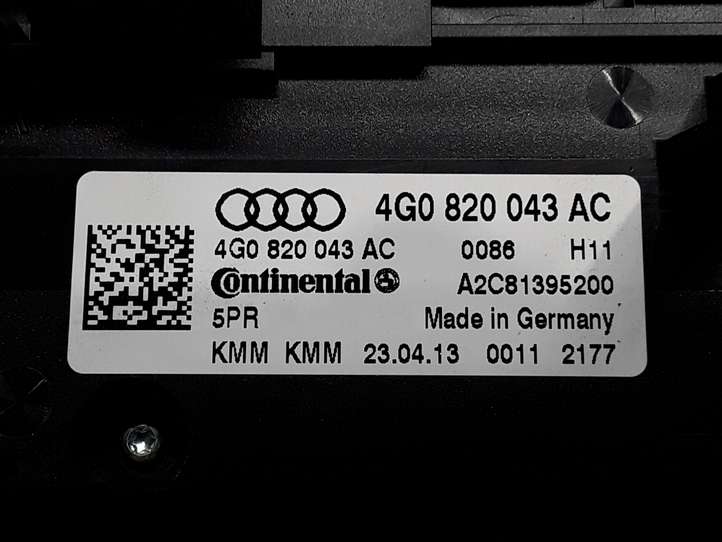 4G0 820 043 AC
4G0 820 043 AC 0086 H11
Continental A2C81395200
5PR Made in Germany
KMM KMM 23.04.13 0011 2177